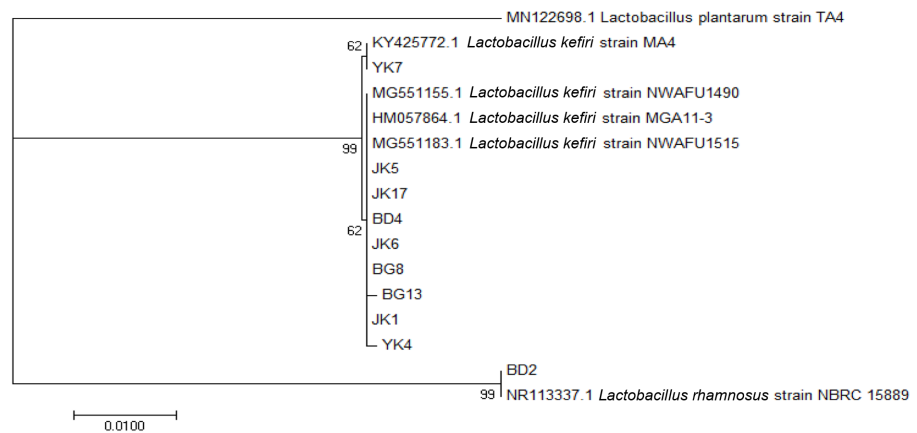 MN122698.1 Lactobacillus plantarum strain TA4
62
KY425772.1 Lactobacillus kefiri strain MA4
YK7
MG551155.1 Lactobacillus kefiri strain NWAFU1490
HM057864.1 Lactobacillus kefiri strain MGA11-3
99
MG551183.1 Lactobacillus kefiri strain NWAFU1515
JK5
JK17
BD4
62
JK6
BG8
BG13
JK1
YK4
BD2
99
NR113337.1 Lactobacillus rhamnosus strain NBRC 15889
0.0100